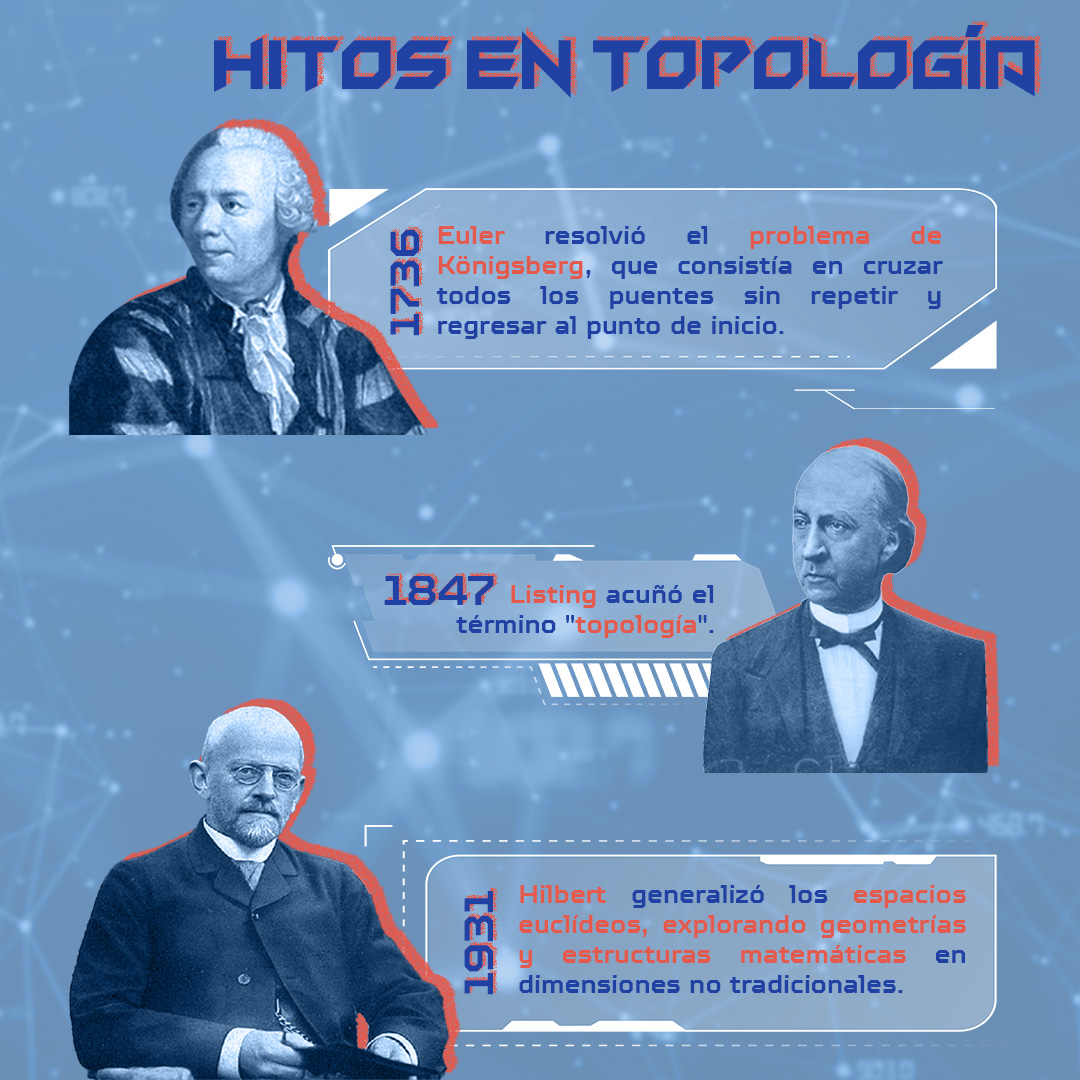 HITOS EN TOPOLOGÍA
1736
Euler resolvió el problema de
Königsberg, que consistía en cruzar
todos los puentes sin repetir y
regresar al punto de inicio.
1847 Listing acuñó el
término "topología".
1931
Hilbert generalizó los espacios
euclídeos, explorando geometrías
y estructuras matemáticas en
dimensiones no tradicionales.